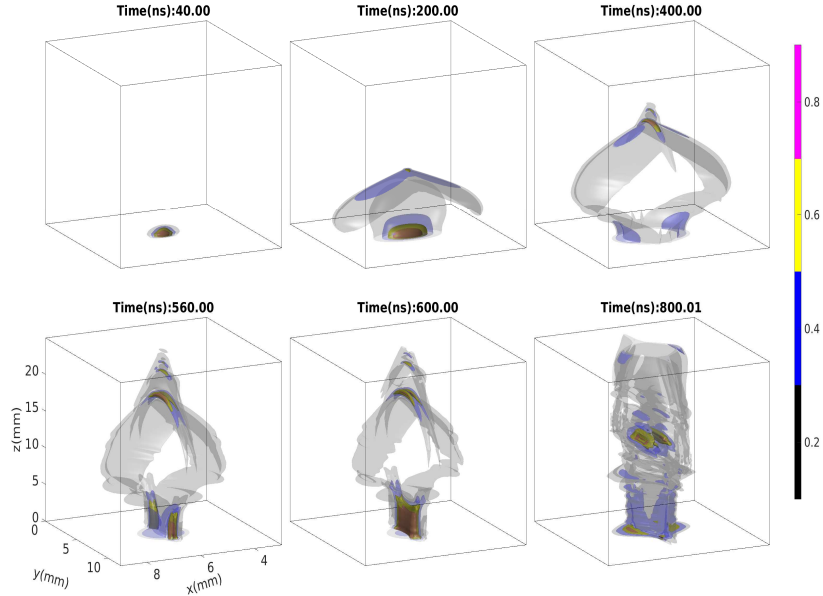 Time(ns):40.00
Time(ns):200.00
Time(ns):400.00
0.8
0.6
0.4
0.2
Time(ns):560.00
Time(ns):600.00
Time(ns):800.01
20
15
10
5
0
z(mm)
0
5
10
y(mm)
8
6
4
x(mm)